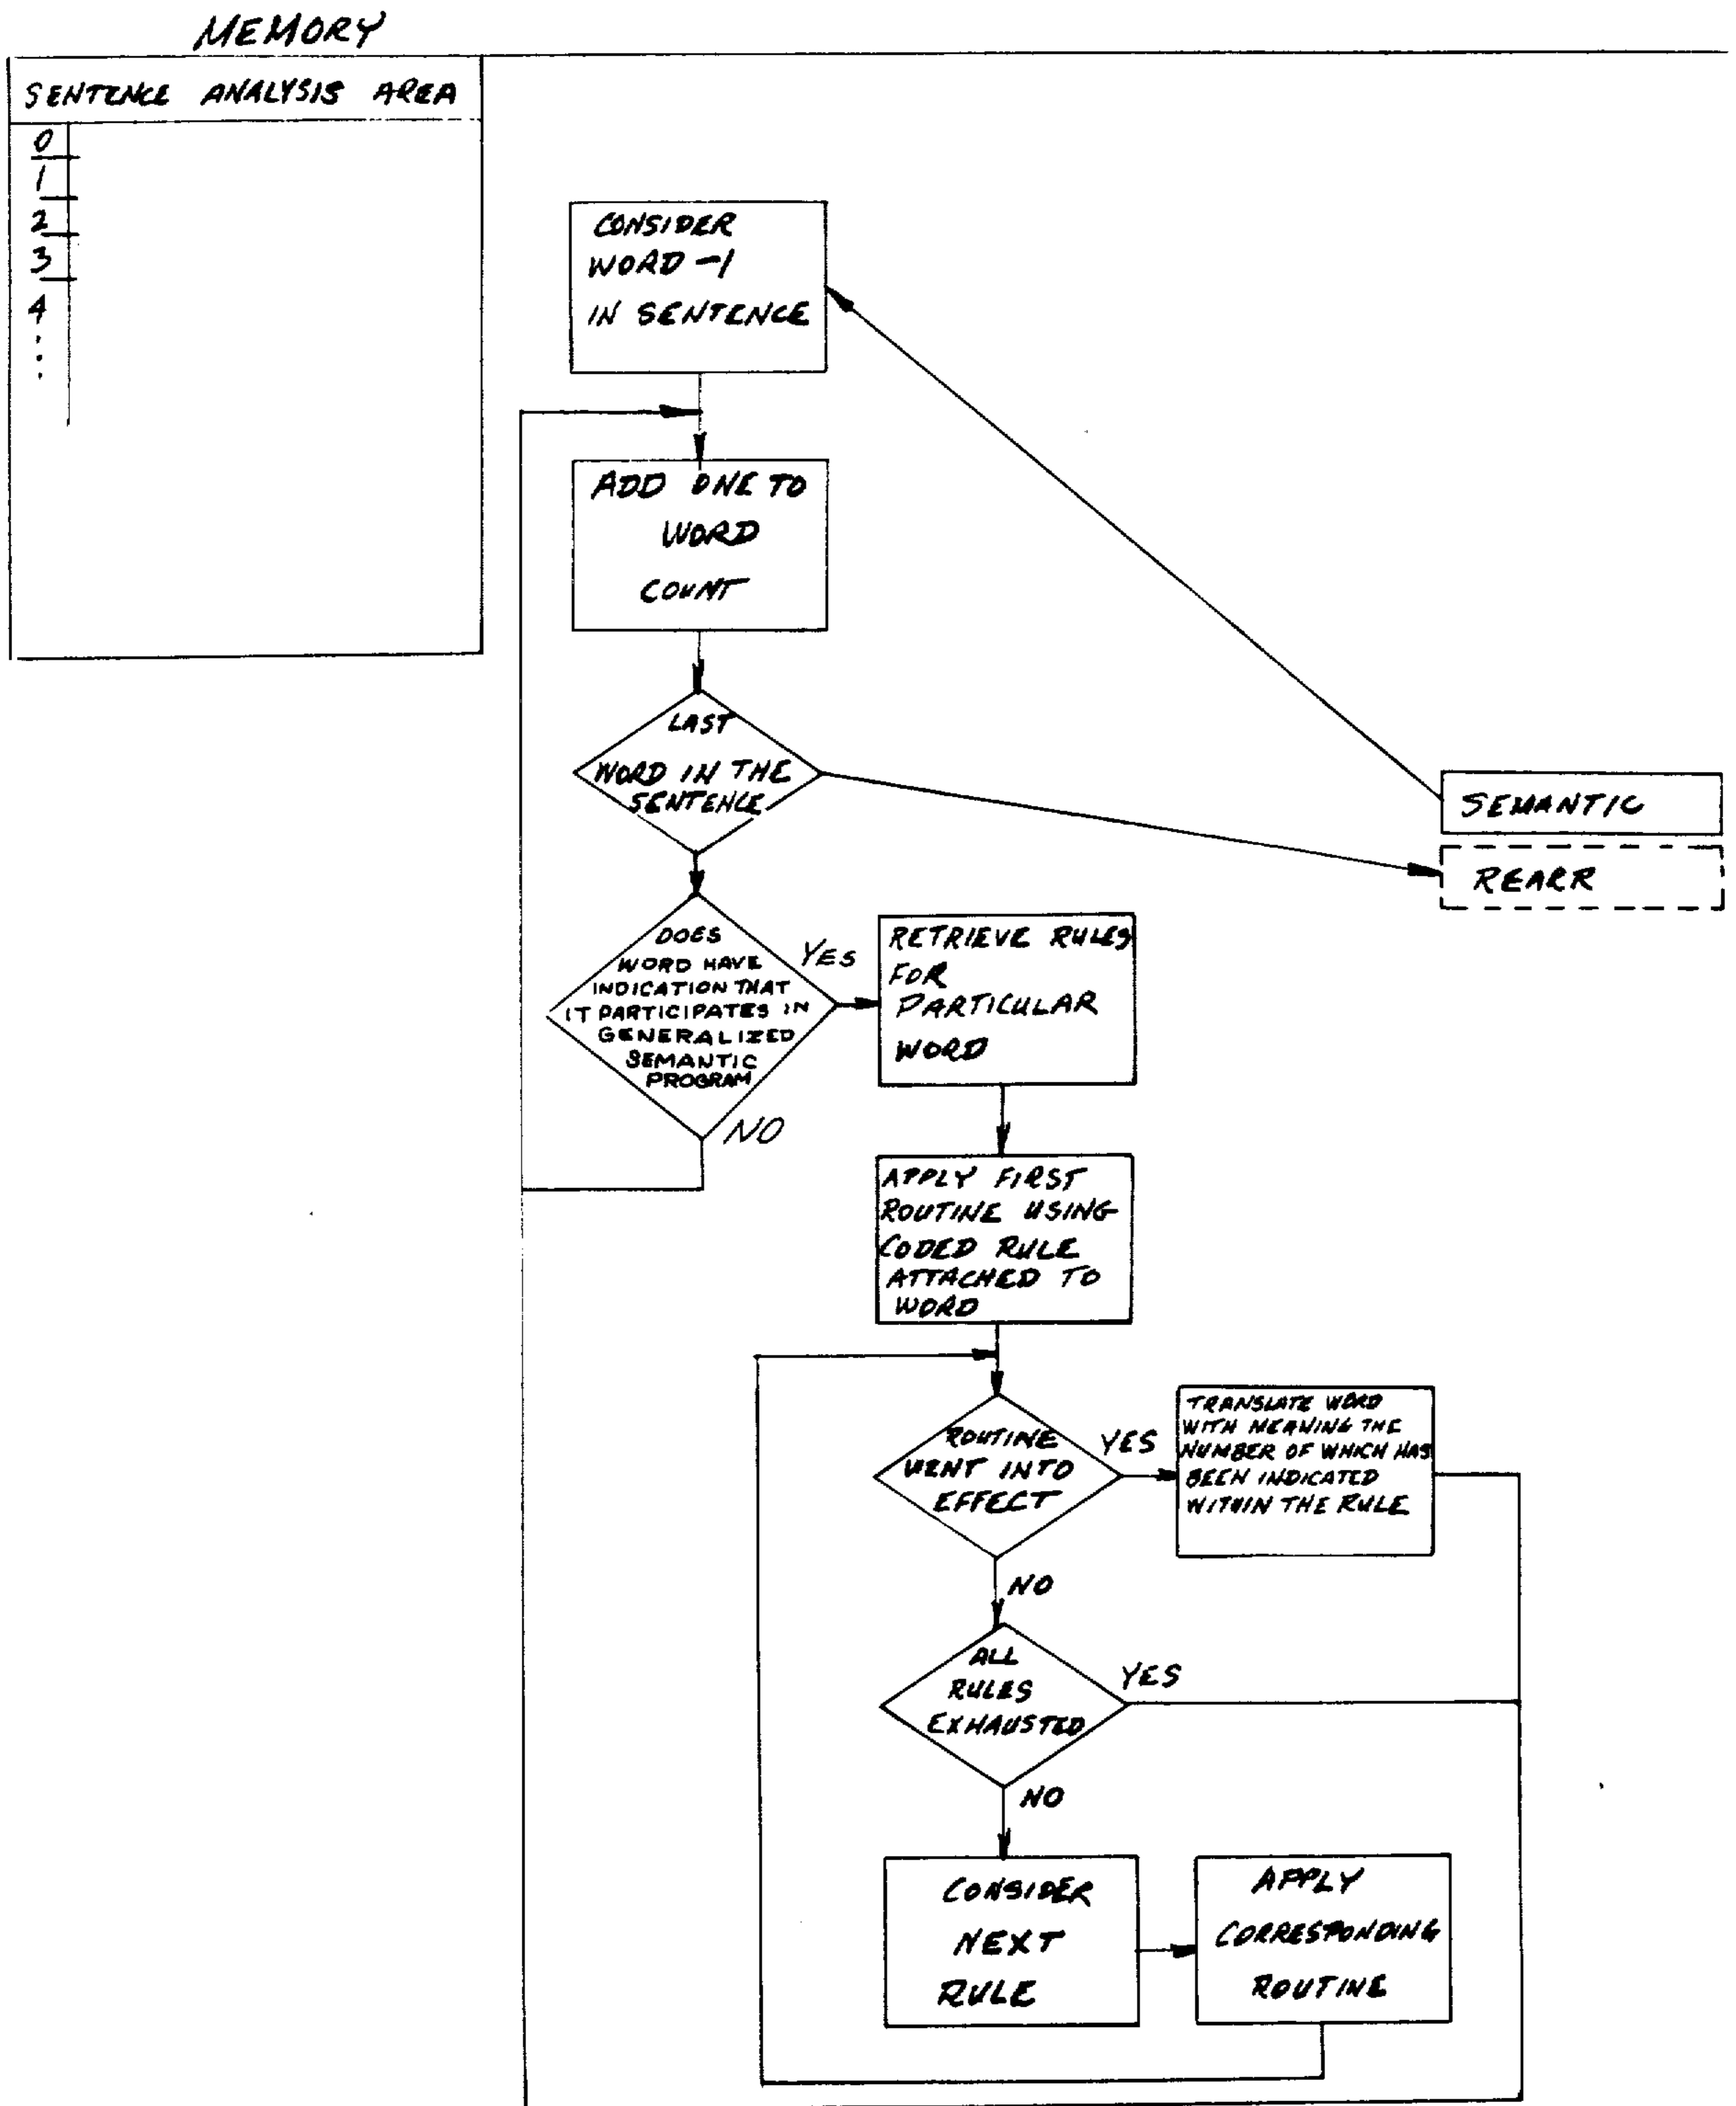 MEMORY
SENTENCE ANALYSIS AREA
0
1
2
3
4
CONSIDER
WORD -1
IN SENTENCE
ADD ONE TO
WORD
COUNT
LAST
WORD IN THE
SENTENCE
SEMANTIC
REARR
DOES
WORD HAVE
INDICATION THAT
IT PARTICIPATES IN
GENERALIZED
SEMANTIC
PROGRAM
YES
NO
RETRIEVE RULES
FOR
PARTICULAR
WORD
APPLY FIRST
ROUTINE USING
CODED RULE
ATTACHED TO
WORD
ROUTINE
WENT INTO
EFFECT
YES
TRANSLATE WORD
WITH MEANING THE
NUMBER OF WHICH HAS
BEEN INDICATED
WITHIN THE RULE
NO
ALL
RULES
EXHAUSTED
YES
NO
CONSIDER
NEXT
RULE
APPLY
CORRESPONDING
ROUTINE